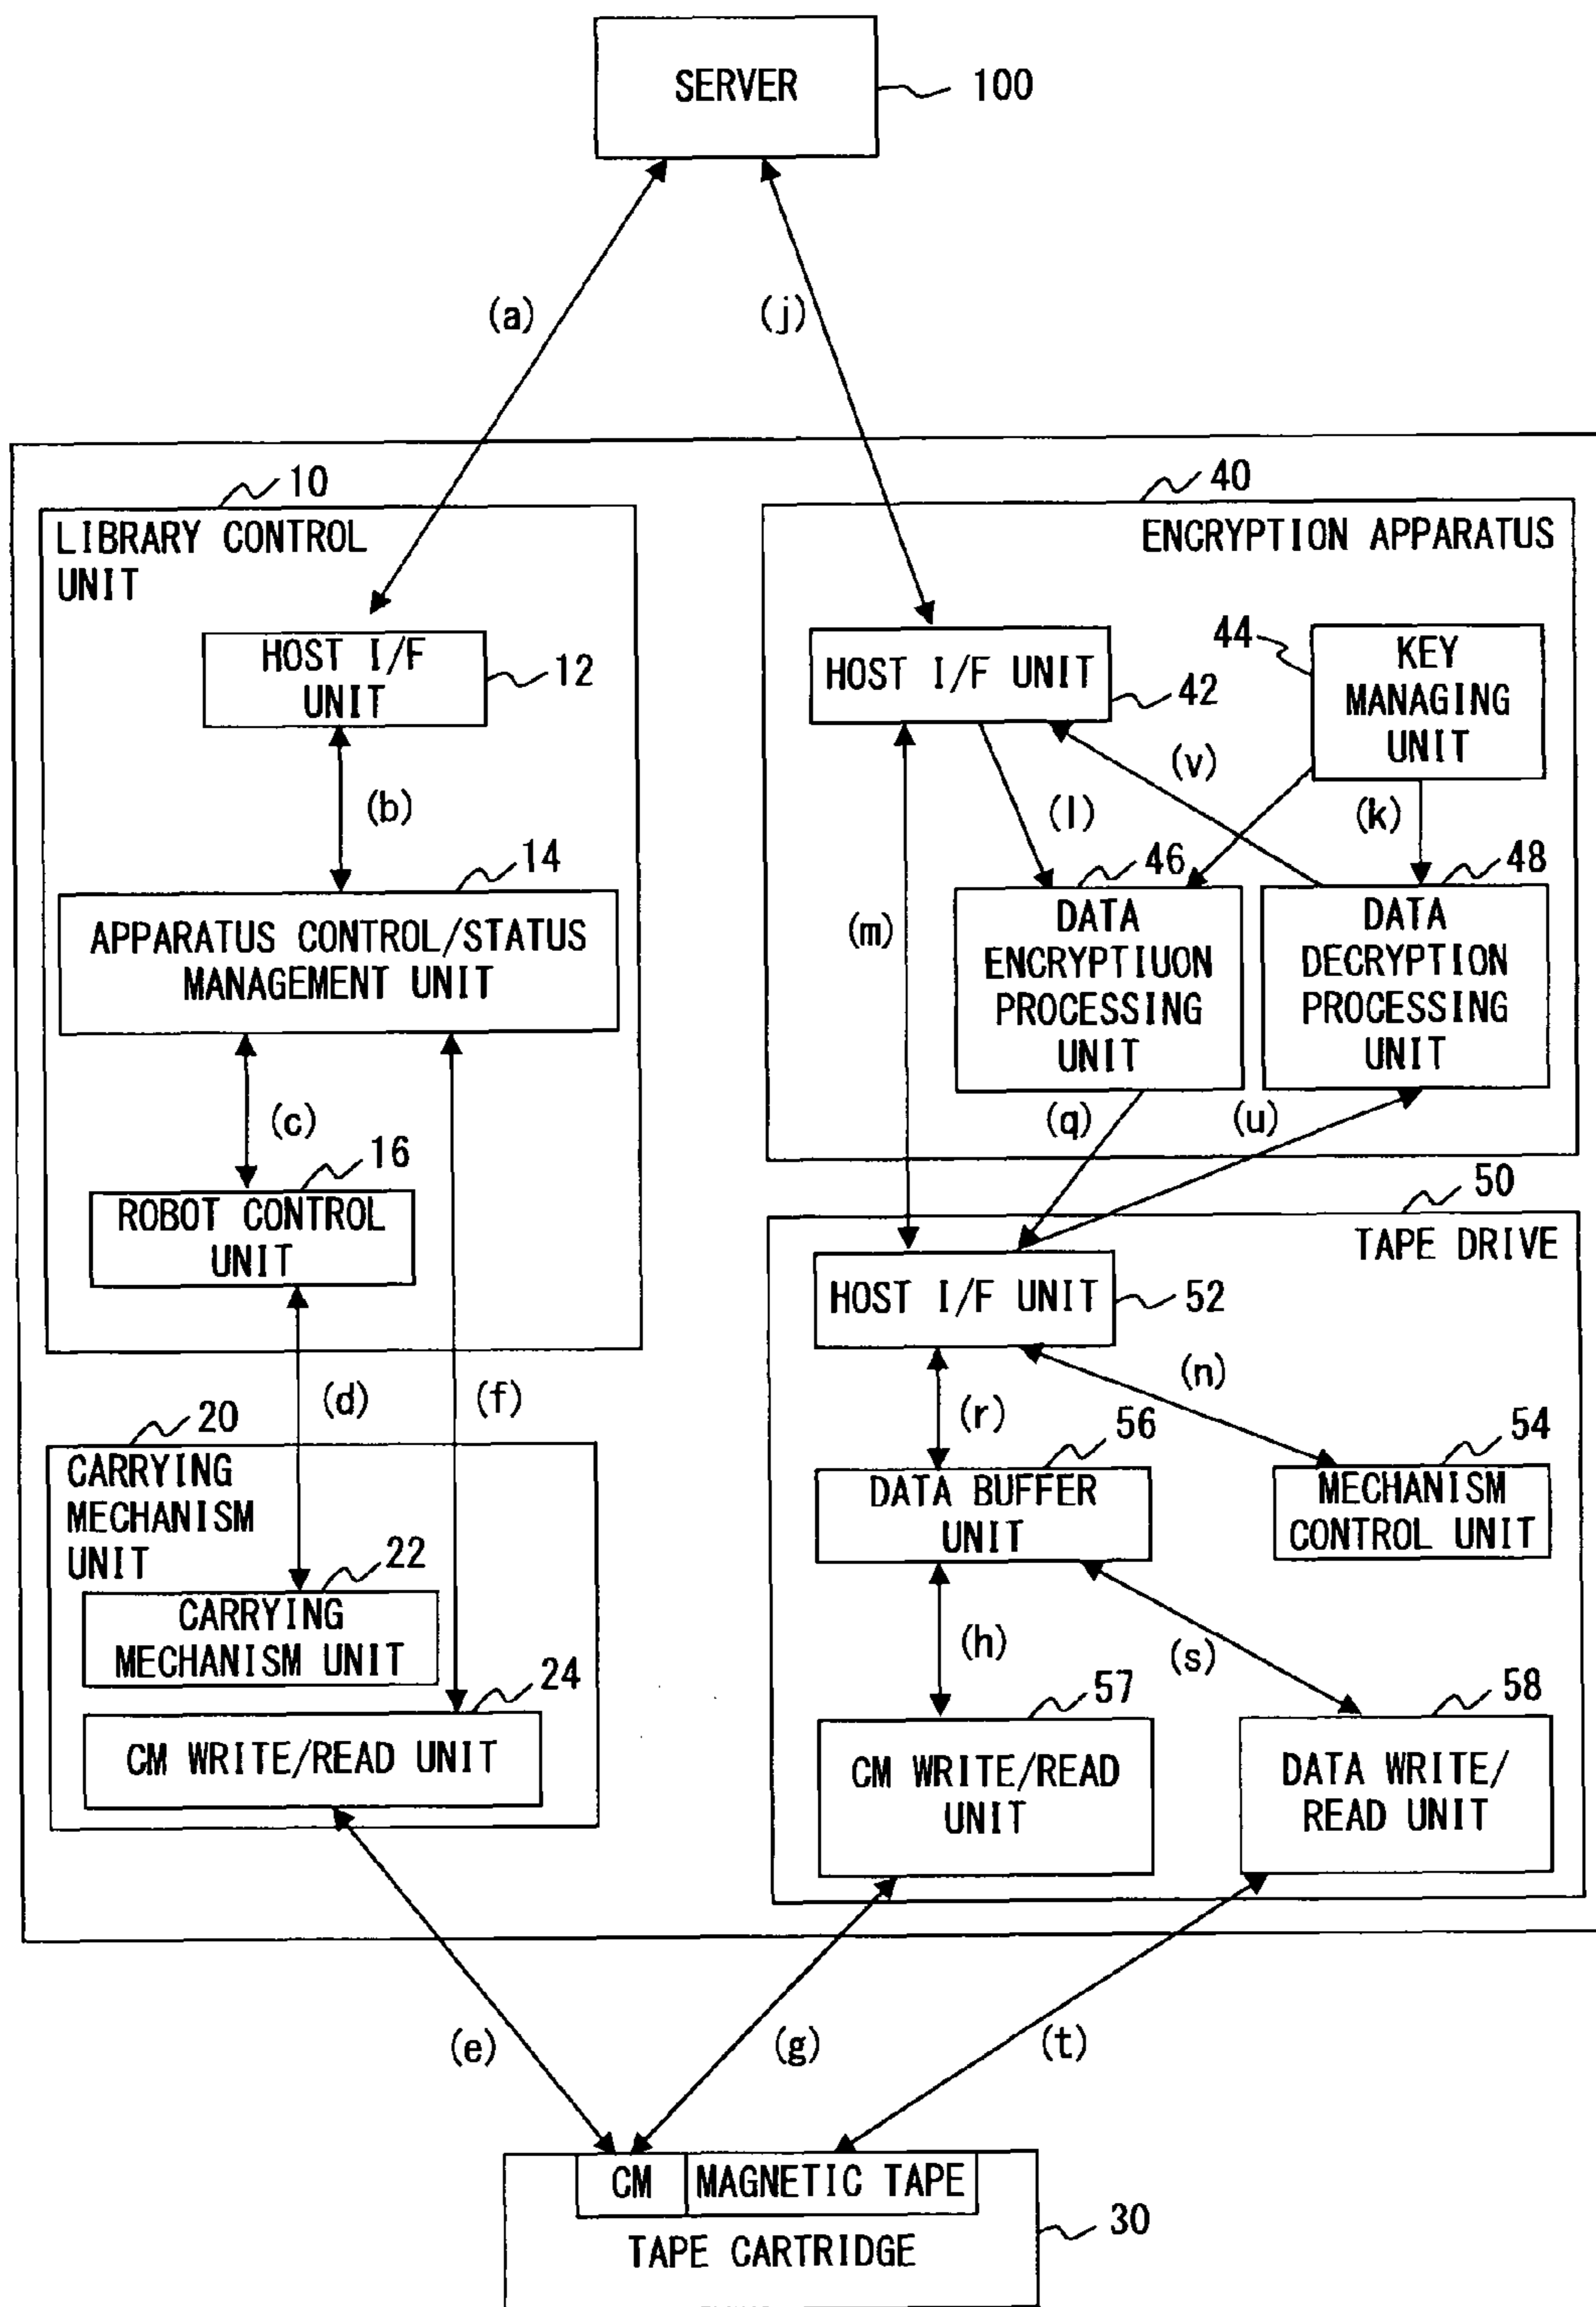 SERVER
100
(a)
(j)
10
LIBRARY CONTROL
UNIT
HOST I/F
UNIT
12
(b)
14
APPARATUS CONTROL/STATUS
MANAGEMENT UNIT
(c)
16
ROBOT CONTROL
UNIT
(d)
(f)
20
CARRYING
MECHANISM
UNIT
22
CARRYING
MECHANISM UNIT
24
CM WRITE/READ UNIT
40
ENCRYPTION APPARATUS
HOST I/F UNIT
42
44
KEY
MANAGING
UNIT
(v)
(l)
(k)
(m)
46
DATA
ENCRYPTIUON
PROCESSING
UNIT
48
DATA
DECRYPTION
PROCESSING
UNIT
(q)
(u)
50
TAPE DRIVE
HOST I/F UNIT
52
(n)
(r)
56
DATA BUFFER
UNIT
54
MECHANISM
CONTROL UNIT
(h)
(s)
57
CM WRITE/READ
UNIT
58
DATA WRITE/
READ UNIT
(e)
(g)
(t)
CM
MAGNETIC TAPE
TAPE CARTRIDGE
30